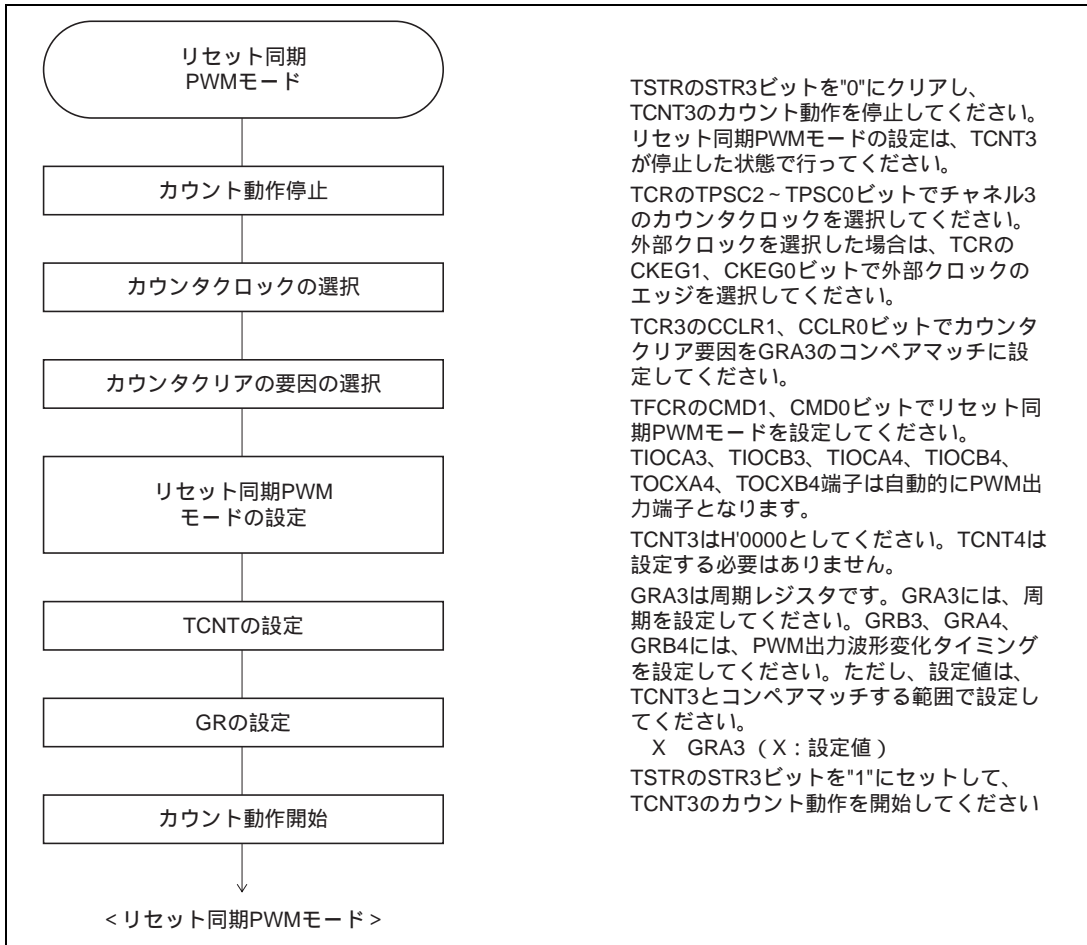 リセット同期
PWMモード
カウント動作停止
カウンタクロックの選択
カウンタクリアの要因の選択
リセット同期PWM
モードの設定
TCNTの設定
GRの設定
カウント動作開始
< リセット同期PWMモード >
TSTRのSTR3ビットを"0"にクリアし、
TCNT3のカウント動作を停止してください。
リセット同期PWMモードの設定は、TCNT3
が停止した状態で行ってください。
TCRのTPSC2～TPSC0ビットでチャネル3
のカウンタクロックを選択してください。
外部クロックを選択した場合は、TCRの
CKEG1、CKEG0ビットで外部クロックの
エッジを選択してください。
TCR3のCCLR1、CCLR0ビットでカウンタ
クリア要因をGRA3のコンペアマッチに設
定してください。
TFCRのCMD1、CMD0ビットでリセット同
期PWMモードを設定してください。
TIOCA3、TIOCB3、TIOCA4、TIOCB4、
TOCXA4、TOCXB4端子は自動的にPWM出
力端子となります。
TCNT3はH'0000としてください。TCNT4は
設定する必要はありません。
GRA3は周期レジスタです。GRA3には、周
期を設定してください。GRB3、GRA4、
GRB4には、PWM出力波形変化タイミング
を設定してください。ただし、設定値は、
TCNT3とコンペアマッチする範囲で設定し
てください。
X GRA3（X：設定値）
TSTRのSTR3ビットを"1"にセットして、
TCNT3のカウント動作を開始してください